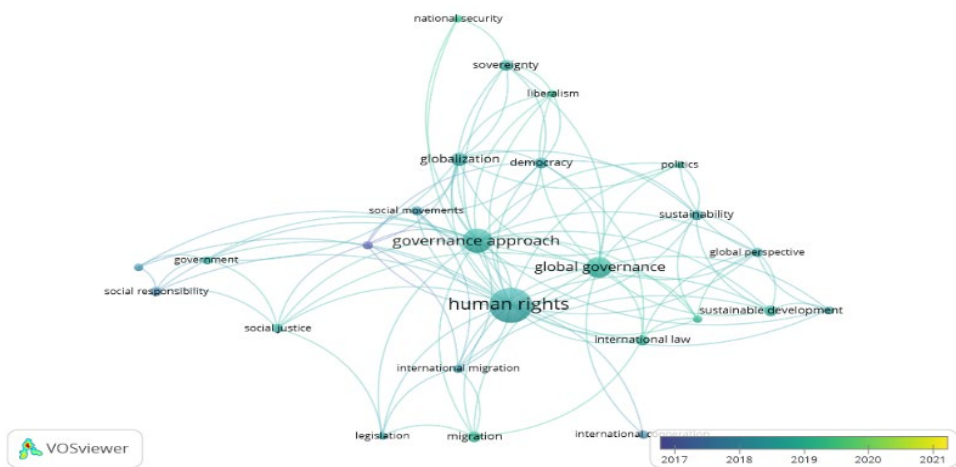 national security
sovereignty
liberalism
globalization
democracy
politics
social movements
sustainability
governance approach
global perspective
government
global governance
social responsibility
human rights
sustainable development
social justice
international law
international migration
legislation
migration
international cooperation
VOSviewer
2017 2018 2019 2020 2021